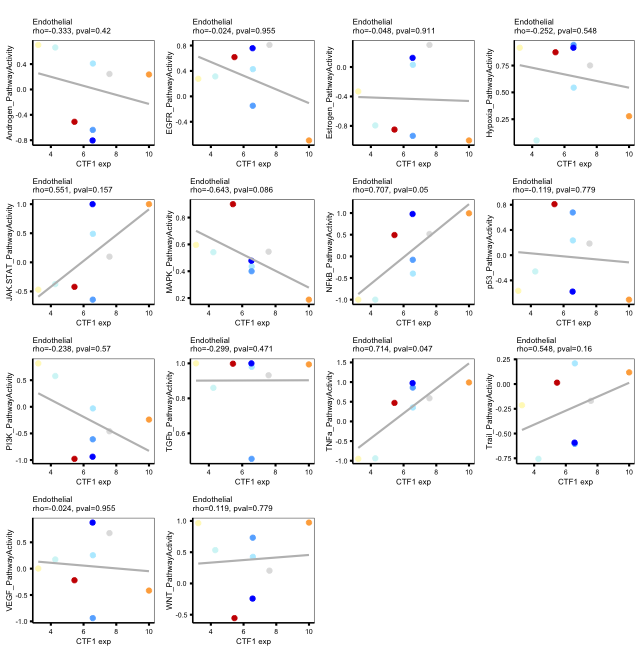 Endothelial
rho=-0.333, pval=0.42
Androgen_PathwayActivity
0.4
0.0
-0.4
-0.8
4 6 8 10
CTF1 exp
Endothelial
rho=-0.024, pval=0.955
EGFR_PathwayActivity
0.8
0.4
0.0
-0.4
4 6 8 10
CTF1 exp
Endothelial
rho=-0.048, pval=0.911
Estrogen_PathwayActivity
0.0
-0.4
-0.8
4 6 8 10
CTF1 exp
Endothelial
rho=-0.252, pval=0.548
Hypoxia_PathwayActivity
0.75
0.50
0.25
4 6 8 10
CTF1 exp
Endothelial
rho=0.551, pval=0.157
JAK-STAT_PathwayActivity
1.0
0.5
0.0
-0.5
4 6 8 10
CTF1 exp
Endothelial
rho=-0.643, pval=0.086
MAPK_PathwayActivity
0.8
0.6
0.4
0.2
4 6 8 10
CTF1 exp
Endothelial
rho=0.707, pval=0.05
NFkB_PathwayActivity
1.0
0.5
0.0
-0.5
-1.0
4 6 8 10
CTF1 exp
Endothelial
rho=-0.119, pval=0.779
p53_PathwayActivity
0.8
0.4
0.0
-0.4
4 6 8 10
CTF1 exp
Endothelial
rho=-0.238, pval=0.57
PI3K_PathwayActivity
0.5
0.0
-0.5
-1.0
4 6 8 10
CTF1 exp
Endothelial
rho=-0.299, pval=0.471
TGFb_PathwayActivity
1.0
0.8
0.6
4 6 8 10
CTF1 exp
Endothelial
rho=0.714, pval=0.047
TNFa_PathwayActivity
1.5
1.0
0.5
0.0
-0.5
-1.0
4 6 8 10
CTF1 exp
Endothelial
rho=0.548, pval=0.16
Trail_PathwayActivity
0.25
0.00
-0.25
-0.50
-0.75
4 6 8 10
CTF1 exp
Endothelial
rho=-0.024, pval=0.955
VEGF_PathwayActivity
0.5
0.0
-0.5
-1.0
4 6 8 10
CTF1 exp
Endothelial
rho=0.119, pval=0.779
WNT_PathwayActivity
1.0
0.5
0.0
-0.5
4 6 8 10
CTF1 exp